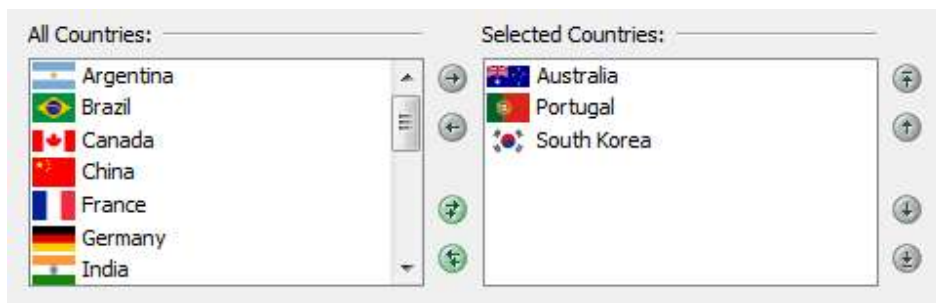 All Countries:
Argentina
Brazil
Canada
China
France
Germany
India
Selected Countries:
Australia
Portugal
South Korea